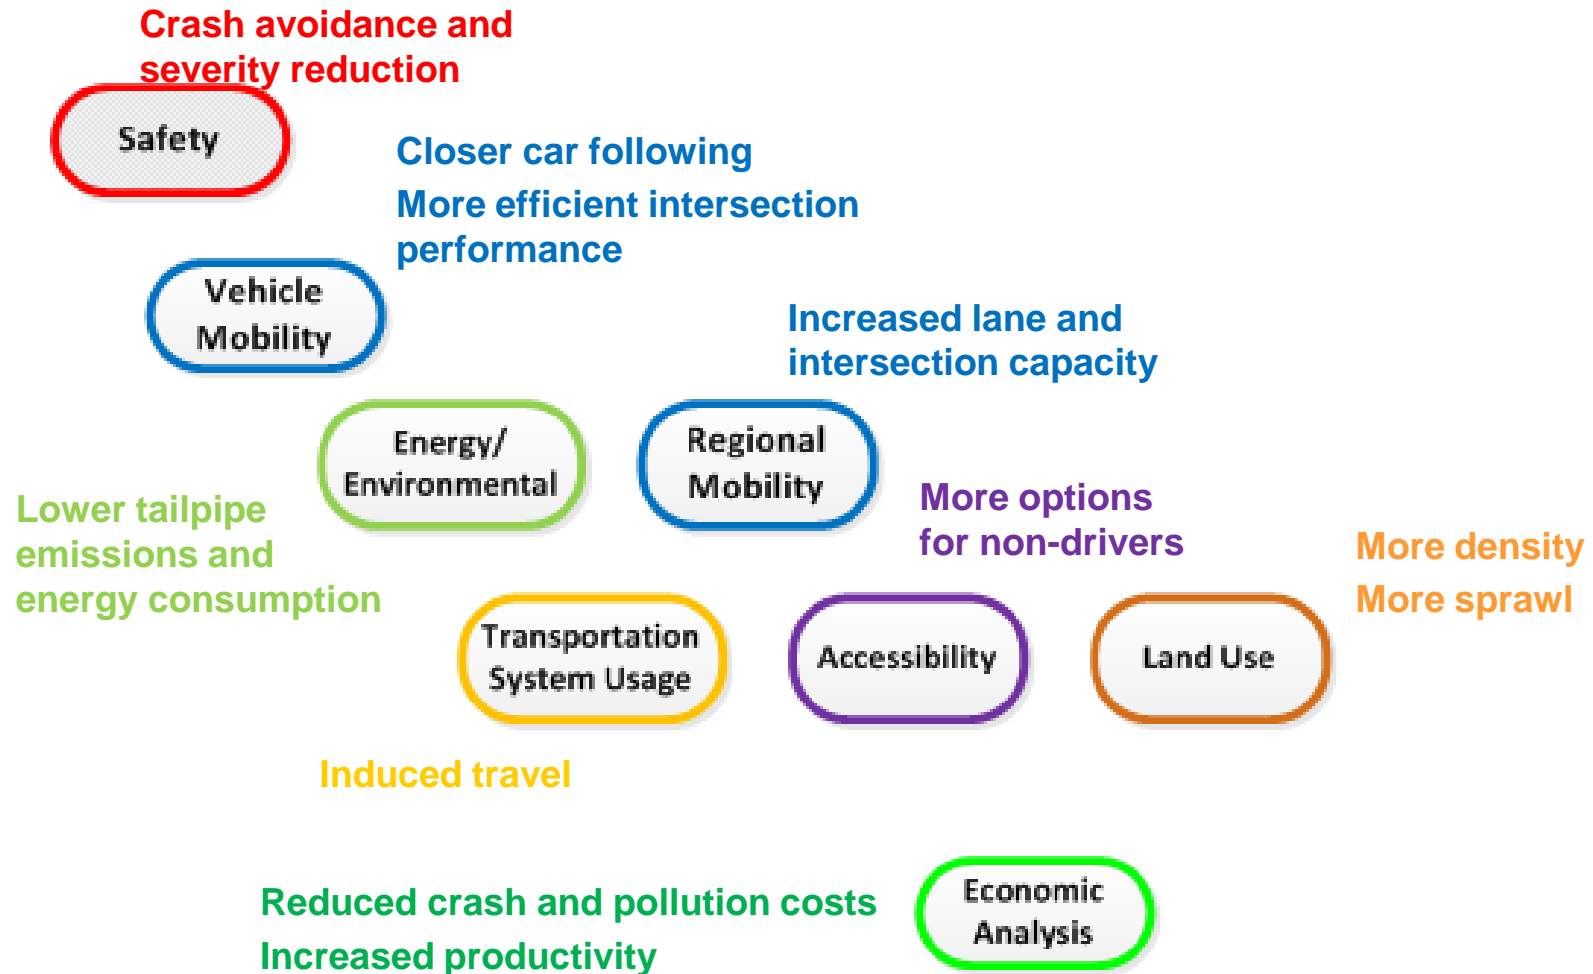 Crash avoidance and
severity reduction
Safety
Closer car following
More efficient intersection
performance
Vehicle
Mobility
Increased lane and
intersection capacity
Energy/
Environmental
Regional
Mobility
Lower tailpipe
emissions and
energy consumption
More options
for non-drivers
More density
More sprawl
Transportation
System Usage
Accessibility
Land Use
Induced travel
Reduced crash and pollution costs
Increased productivity
Economic
Analysis